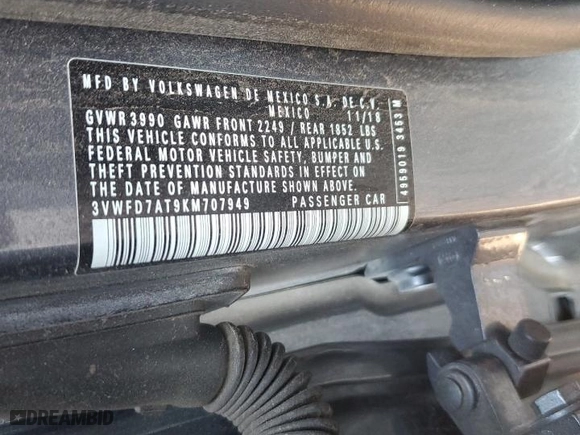 MFD BY VOLKSWAGEN DE MEXICO S.A. DE C.V.
MEXICO 11/18
GVWR 3990 GAWR FRONT 2249 / REAR 1852 LBS
THIS VEHICLE CONFORMS TO ALL APPLICABLE U.S.
FEDERAL MOTOR VEHICLE SAFETY, BUMPER AND
THEFT PREVENTION STANDARDS IN EFFECT ON
THE DATE OF MANUFACTURE SHOWN ABOVE.
3VWFD7AT9KM707949 PASSENGER CAR
4959019 3453 M
DREAMBID